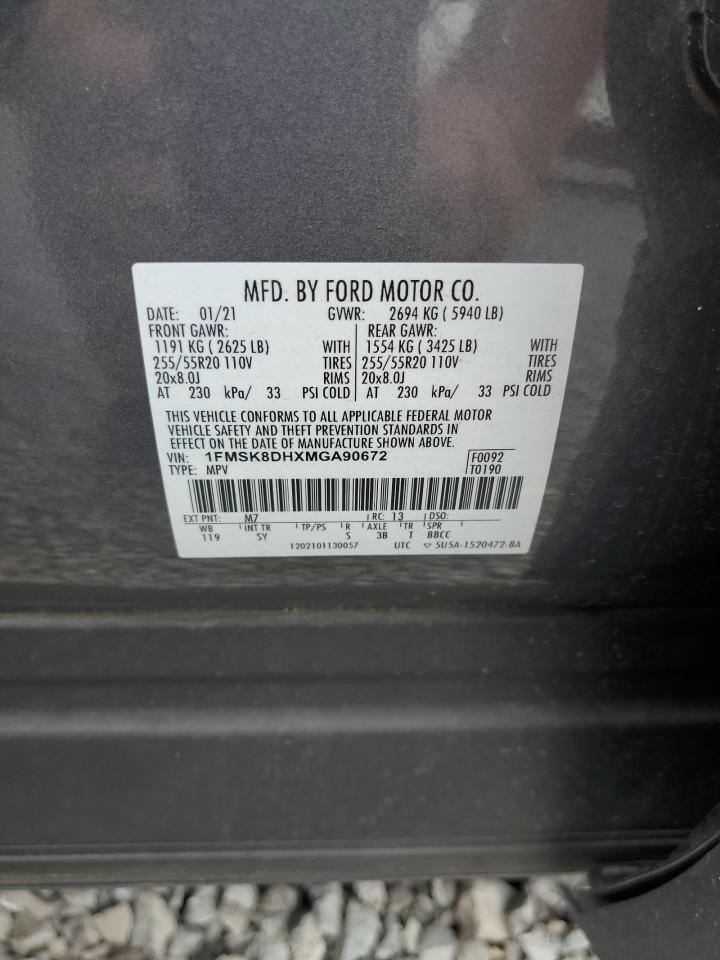 MFD. BY FORD MOTOR CO.
DATE: 01/21 GVWR: 2694 KG ( 5940 LB)
FRONT GAWR: REAR GAWR:
1191 KG ( 2625 LB) WITH 1554 KG ( 3425 LB) WITH
255/55R20 110V TIRES 255/55R20 110V TIRES
20x8.0J RIMS 20x8.0J RIMS
AT 230 kPa/ 33 PSI COLD AT 230 kPa/ 33 PSI COLD
THIS VEHICLE CONFORMS TO ALL APPLICABLE FEDERAL MOTOR
VEHICLE SAFETY AND THEFT PREVENTION STANDARDS IN
EFFECT ON THE DATE OF MANUFACTURE SHOWN ABOVE.
VIN: 1FMSK8DHXMGA90672 F0092
TYPE: MPV T0190
EXT PNT: M7 RC: 13 DSO:
WB INT TR TP/PS R AXLE TR SPR
119 SY S 3B T BBCC
1202101130057 UTC ▽ 5U5A-1520472-BA